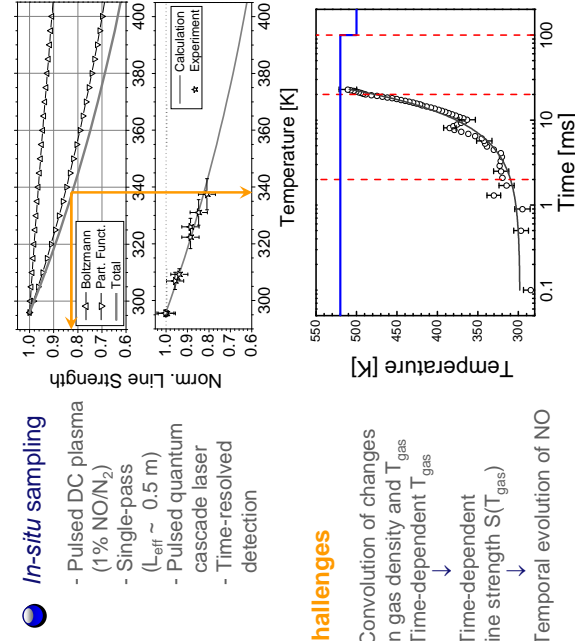 In-situ sampling
- Pulsed DC plasma
(1% NO/N2)
- Single-pass
(Leff ~ 0.5 m)
- Pulsed quantum
cascade laser
- Time-resolved
detection
Norm. Line Strength
1.0
0.9
0.8
0.7
0.6
Boltzmann
Part. Funct.
Total
300
320
340
360
380
400
1.0
0.9
0.8
0.7
0.6
Calculation
Experiment
300
320
340
360
380
400
Temperature [K]
hallenges
Convolution of changes
n gas density and Tgas
Time-dependent Tgas
↓
Time-dependent
ine strength S(Tgas)
↓
Temporal evolution of NO
Temperature [K]
550
500
450
400
350
300
0.1
1
10
100
Time [ms]